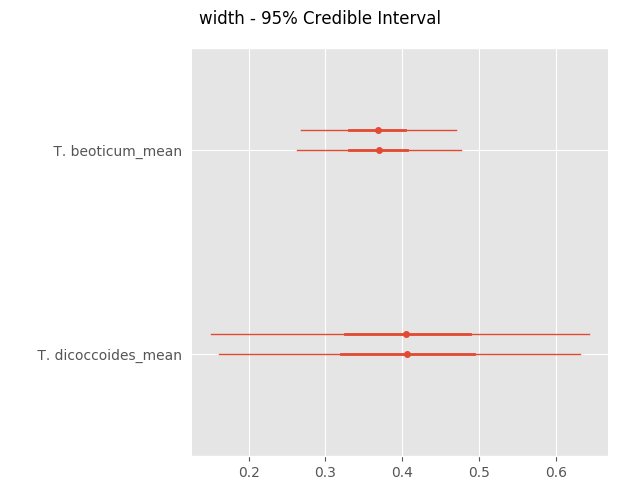 width - 95% Credible Interval
T. beoticum_mean
T. dicoccoides_mean
0.2 0.3 0.4 0.5 0.6